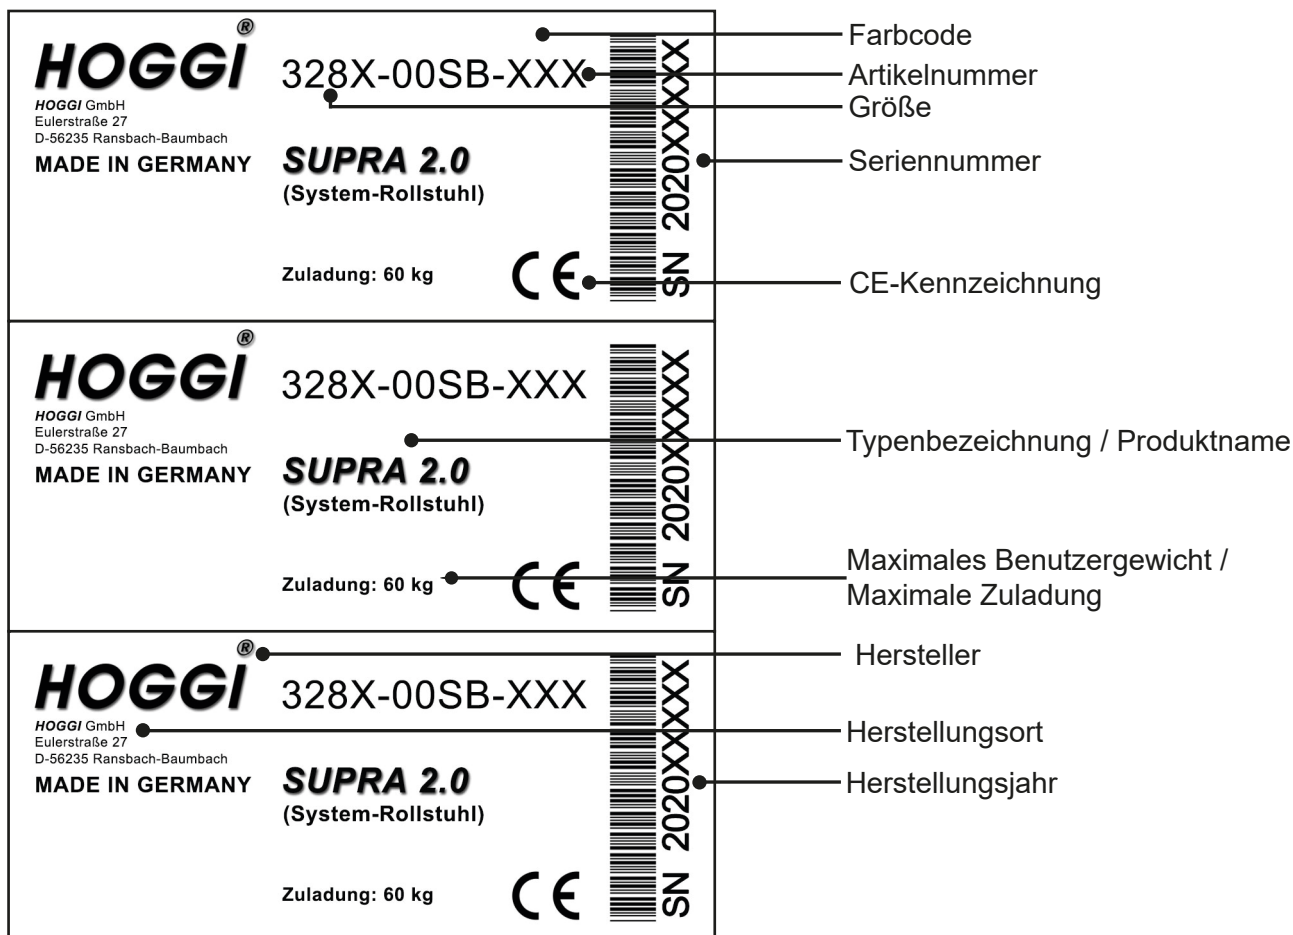 HOGGI®
HOGGI GmbH
Eulerstraße 27
D-56235 Ransbach-Baumbach
MADE IN GERMANY
328X-00SB-XXX
SUPRA 2.0
(System-Rollstuhl)
Zuladung: 60 kg
CE
SN 2020XXXXXX
Farbcode
Artikelnummer
Größe
Seriennummer
CE-Kennzeichnung
HOGGI®
HOGGI GmbH
Eulerstraße 27
D-56235 Ransbach-Baumbach
MADE IN GERMANY
328X-00SB-XXX
SUPRA 2.0
(System-Rollstuhl)
Zuladung: 60 kg
CE
SN 2020XXXXXX
Typenbezeichnung / Produktname
Maximales Benutzergewicht /
Maximale Zuladung
HOGGI®
HOGGI GmbH
Eulerstraße 27
D-56235 Ransbach-Baumbach
MADE IN GERMANY
328X-00SB-XXX
SUPRA 2.0
(System-Rollstuhl)
Zuladung: 60 kg
CE
SN 2020XXXXXX
Hersteller
Herstellungsort
Herstellungsjahr